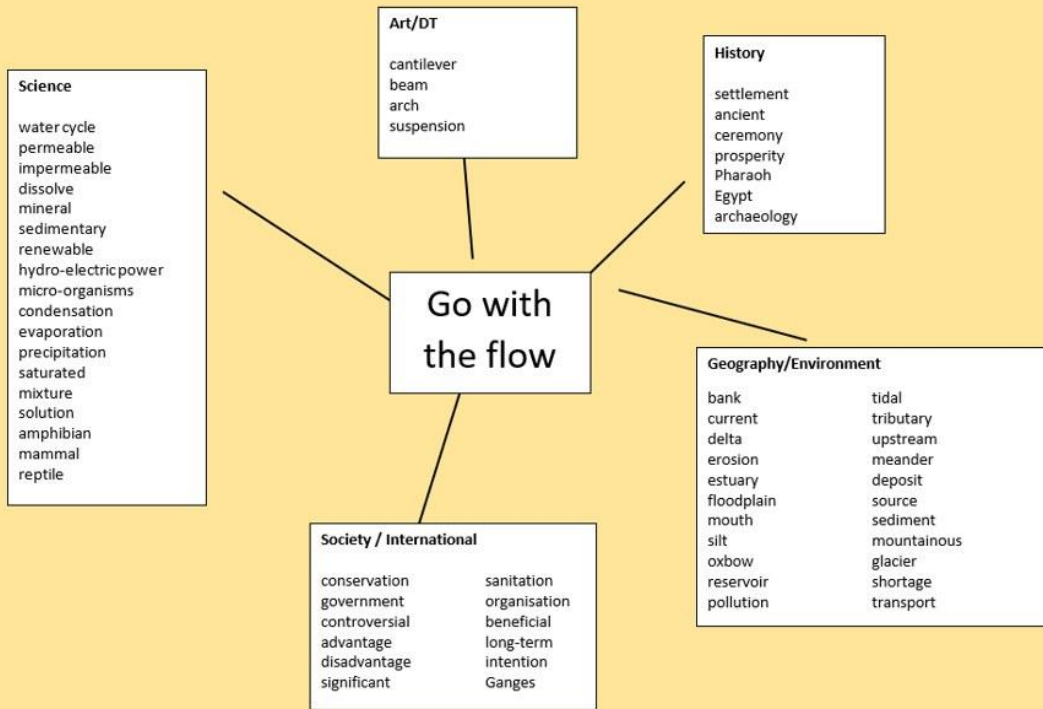 Art/DT
cantilever
beam
arch
suspension
History
settlement
ancient
ceremony
prosperity
Pharaoh
Egypt
archaeology
Science
water cycle
permeable
impermeable
dissolve
mineral
sedimentary
renewable
hydro-electric power
micro-organisms
condensation
evaporation
precipitation
saturated
mixture
solution
amphibian
mammal
reptile
Go with
the flow
Geography/Environment
bank
current
delta
erosion
estuary
floodplain
mouth
silt
oxbow
reservoir
pollution
tidal
tributary
upstream
meander
deposit
source
sediment
mountainous
glacier
shortage
transport
Society / International
conservation
government
controversial
advantage
disadvantage
significant
sanitation
organisation
beneficial
long-term
intention
Ganges